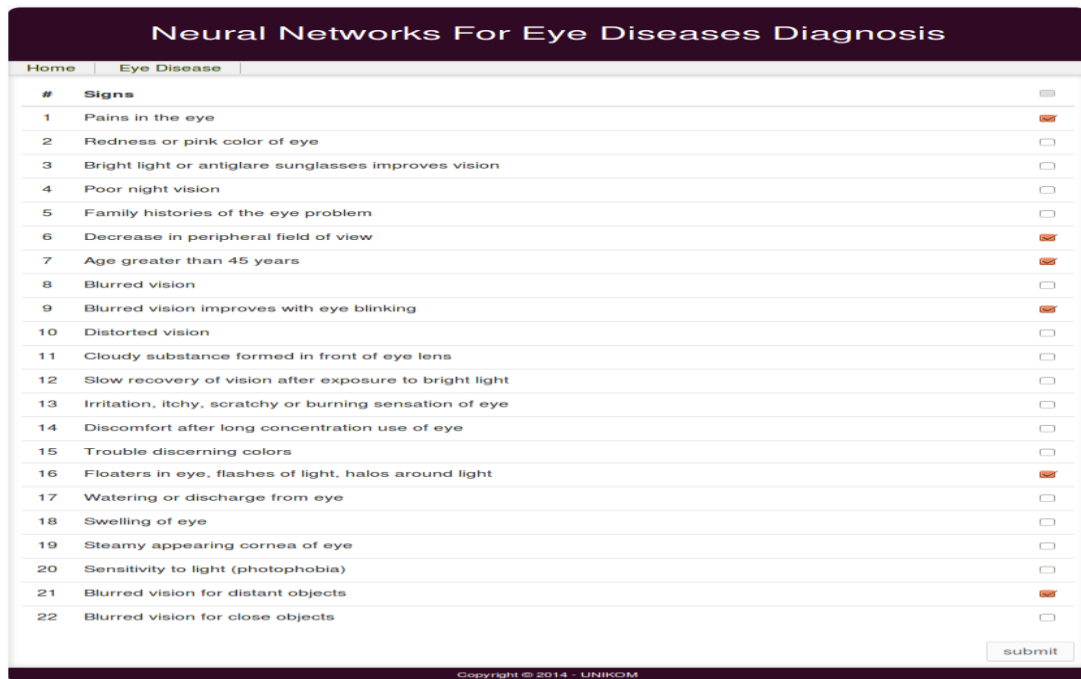 Neural Networks For Eye Diseases Diagnosis
Home Eye Disease
# Signs
1 Pains in the eye
2 Redness or pink color of eye
3 Bright light or antiglare sunglasses improves vision
4 Poor night vision
5 Family histories of the eye problem
6 Decrease in peripheral field of view
7 Age greater than 45 years
8 Blurred vision
9 Blurred vision improves with eye blinking
10 Distorted vision
11 Cloudy substance formed in front of eye lens
12 Slow recovery of vision after exposure to bright light
13 Irritation, itchy, scratchy or burning sensation of eye
14 Discomfort after long concentration use of eye
15 Trouble discerning colors
16 Floaters in eye, flashes of light, halos around light
17 Watering or discharge from eye
18 Swelling of eye
19 Steamy appearing cornea of eye
20 Sensitivity to light (photophobia)
21 Blurred vision for distant objects
22 Blurred vision for close objects
submit
Copyright © 2014 - UNIKOM